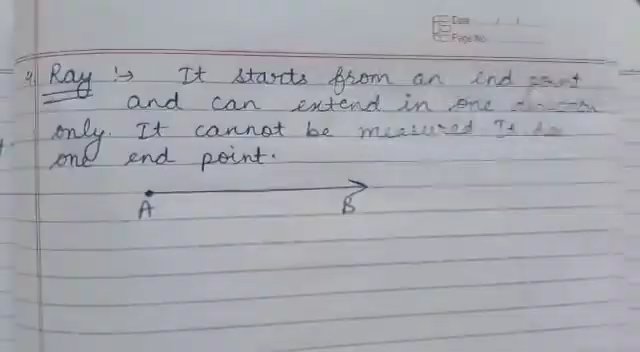 Date / /
Page No.
4. Ray :→ It starts from an end point
and can extend in one
only. It cannot be measured It
one end point.
A B